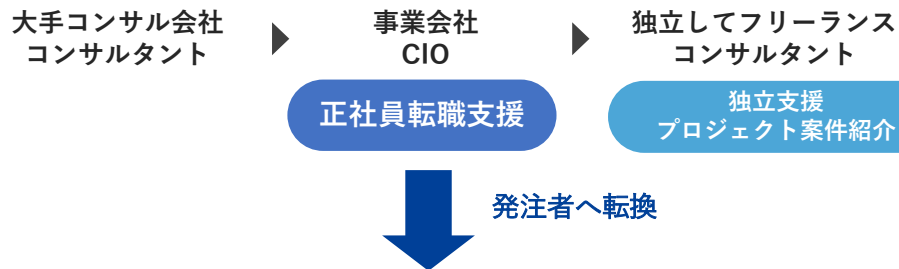 大手コンサル会社
コンサルタント
事業会社
CIO
正社員転職支援
独立してフリーランス
コンサルタント
独立支援
プロジェクト案件紹介
発注者へ転換